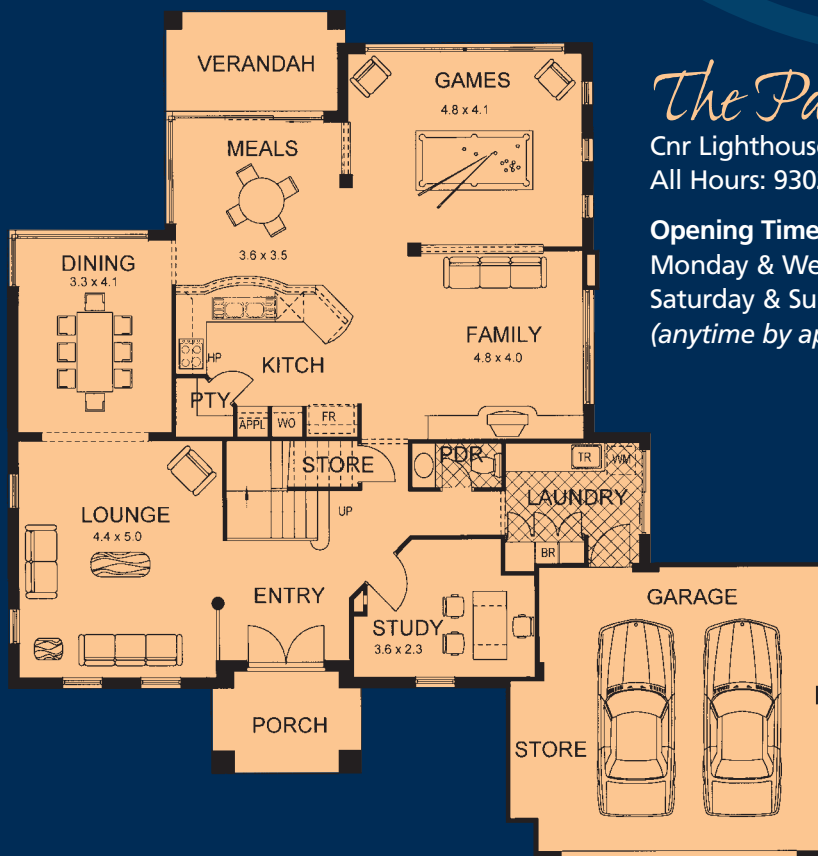 VERANDAH
GAMES
4.8 x 4.1
MEALS
3.6 x 3.5
DINING
3.3 x 4.1
FAMILY
4.8 x 4.0
HP
KITCH
PTY
APPL
WO
FR
STORE
PDR
TR
WM
LAUNDRY
LOUNGE
4.4 x 5.0
UP
BR
ENTRY
STUDY
3.6 x 2.3
GARAGE
PORCH
STORE
The Pa
Cnr Lighthouse
All Hours: 930
Opening Time
Monday & We
Saturday & Su
(anytime by ap